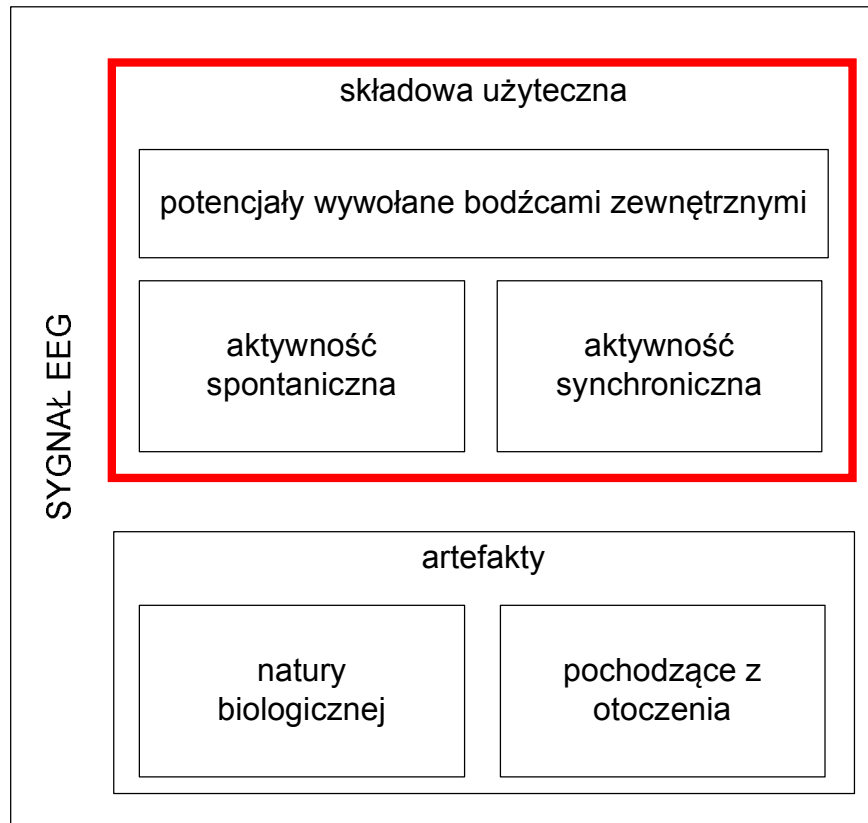 SYGNAŁ EEG
składowa użyteczna
potencjały wywołane bodźcami zewnętrznymi
aktywność
spontaniczna
aktywność
synchroniczna
artefakty
natury
biologicznej
pochodzące z
otoczenia